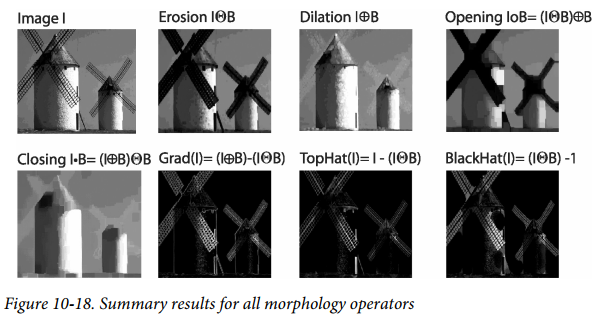 Image I
Erosion IΘB
Dilation I⊕B
Opening IoB= (IΘB)⊕B
Closing I•B= (I⊕B)ΘB
Grad(I)= (I⊕B)-(IΘB)
TopHat(I)= I - (IΘB)
BlackHat(I)= (IΘB) -1
Figure 10-18. Summary results for all morphology operators